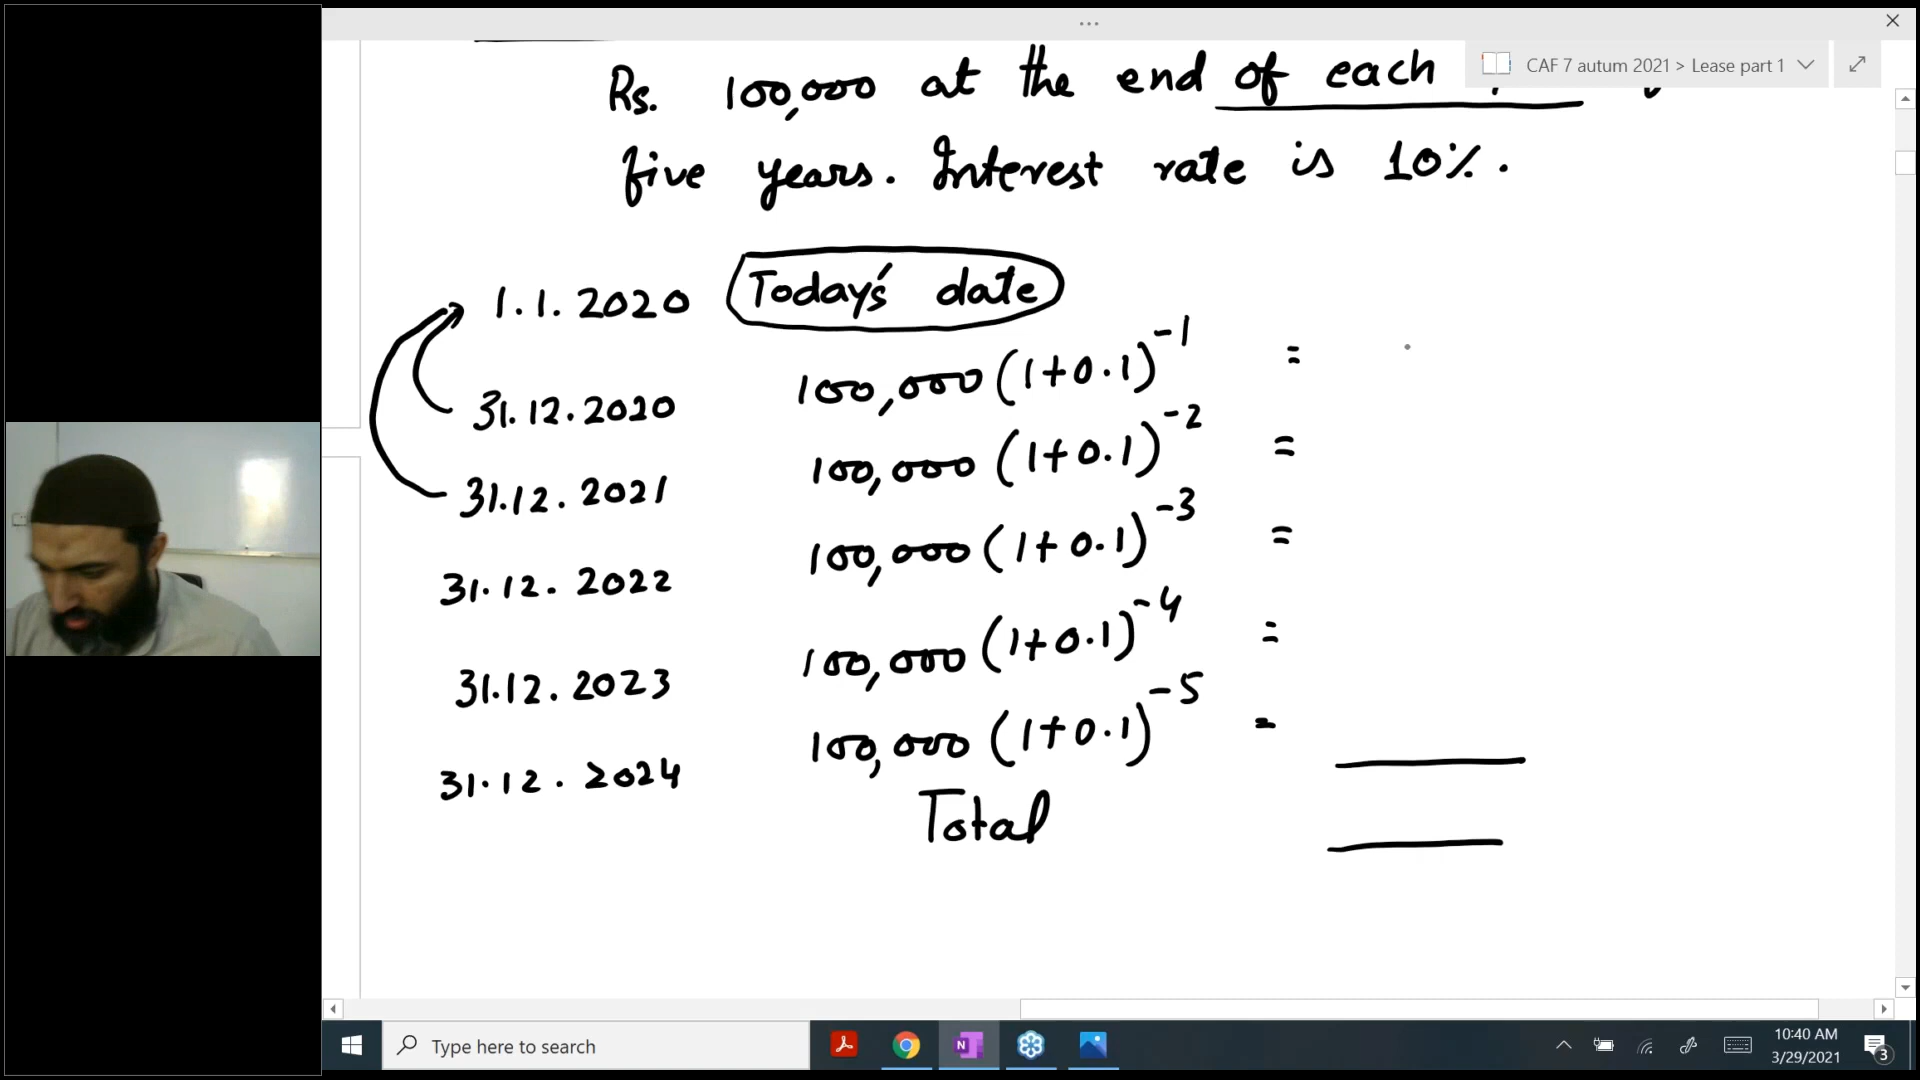 CAF 7 autum 2021 > Lease part 1
Rs. 100,000 at the end of each
five years. Interest rate is 10%.
1.1.2020 Today's date
31.12.2020 100,000 (1+0.1)-1 =
31.12.2021 100,000 (1+0.1)-2 =
31.12.2022 100,000 (1+0.1)-3 =
31.12.2023 100,000 (1+0.1)-4 =
31.12.2024 100,000 (1+0.1)-5 =
Total
Type here to search
10:40 AM
3/29/2021
3